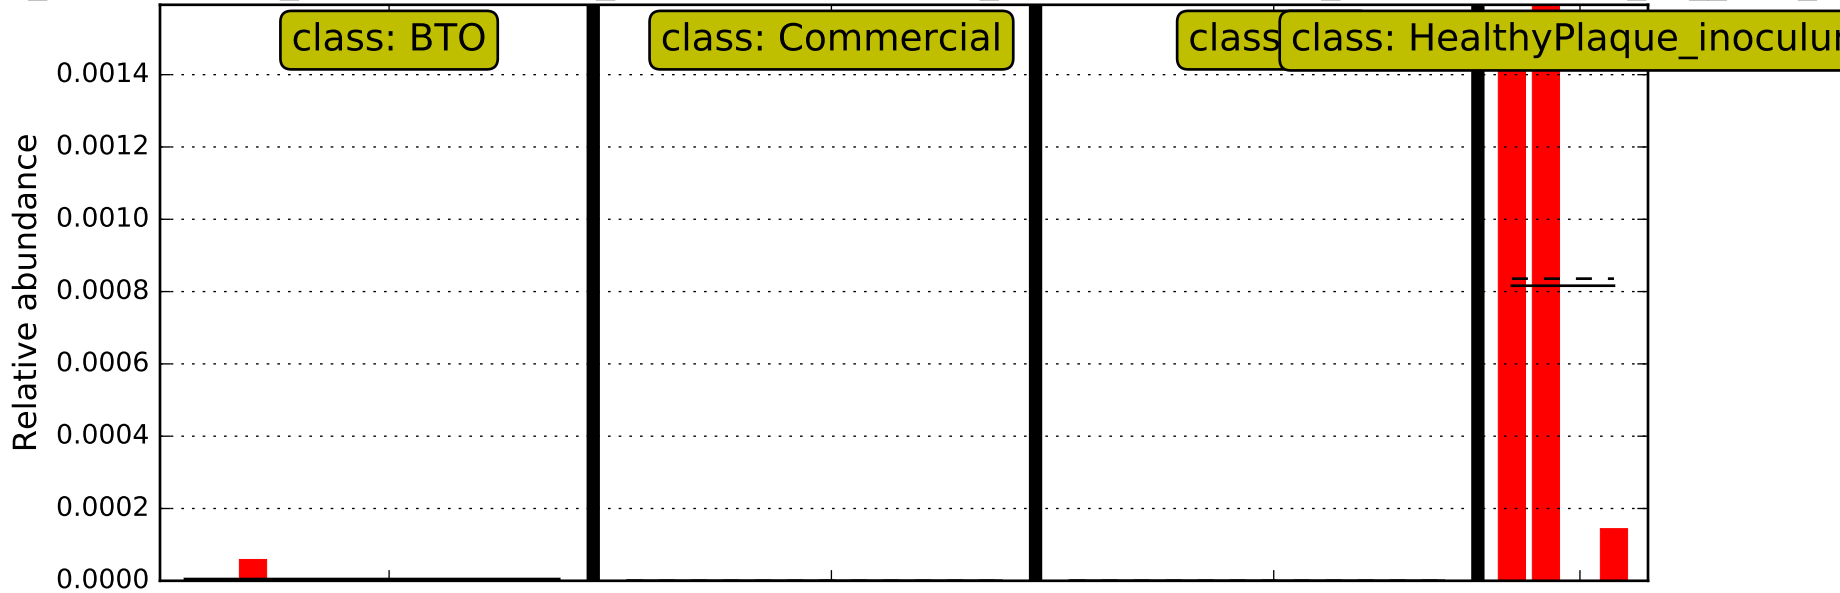 class: BTO
class: Commercial
class
class: HealthyPlaque_inoculu
0.0014
0.0012
0.0010
0.0008
0.0006
0.0004
0.0002
0.0000
Relative abundance